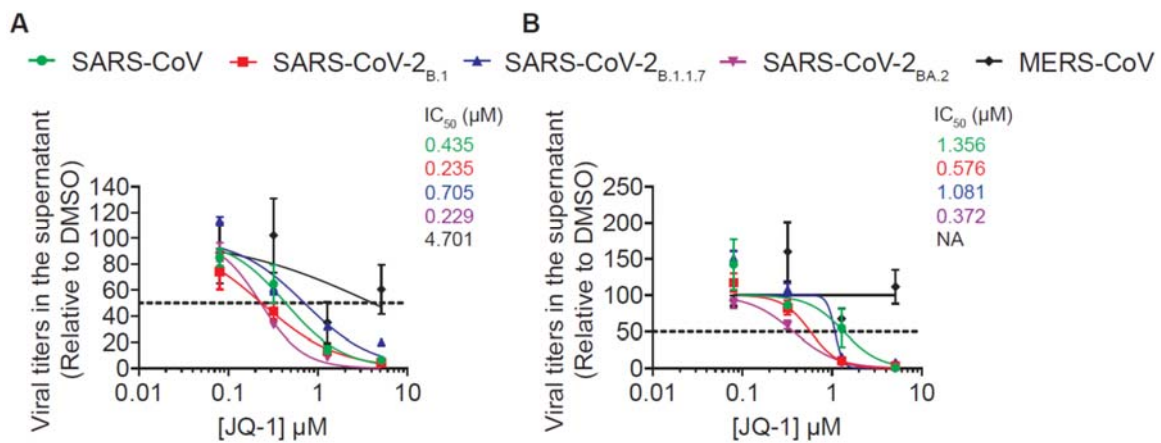 A
B
SARS-CoV SARS-CoV-2B.1 SARS-CoV-2B.1.1.7 SARS-CoV-2BA.2 MERS-CoV
Viral titers in the supernatant
(Relative to DMSO)
IC50 (µM)
0.435
0.235
0.705
0.229
4.701
140
120
100
80
60
40
20
0
0.01 0.1 1 10
[JQ-1] µM
Viral titers in the supernatant
(Relative to DMSO)
IC50 (µM)
1.356
0.576
1.081
0.372
NA
250
200
150
100
50
0
0.01 0.1 1 10
[JQ-1] µM